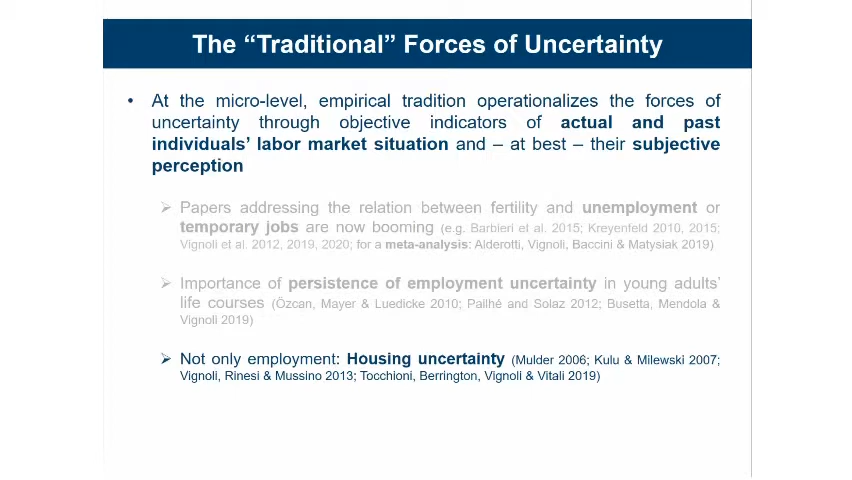 The “Traditional” Forces of Uncertainty
• At the micro-level, empirical tradition operationalizes the forces of
uncertainty through objective indicators of actual and past
individuals’ labor market situation and – at best – their subjective
perception
➢ Papers addressing the relation between fertility and unemployment or
temporary jobs are now booming (e.g. Barbieri et al. 2015; Kreyenfeld 2010, 2015;
Vignoli et al. 2012, 2019, 2020; for a meta-analysis: Alderotti, Vignoli, Baccini & Matysiak 2019)
➢ Importance of persistence of employment uncertainty in young adults’
life courses (Özcan, Mayer & Luedicke 2010; Pailhé and Solaz 2012; Busetta, Mendola &
Vignoli 2019)
➢ Not only employment: Housing uncertainty (Mulder 2006; Kulu & Milewski 2007;
Vignoli, Rinesi & Mussino 2013; Tocchioni, Berrington, Vignoli & Vitali 2019)